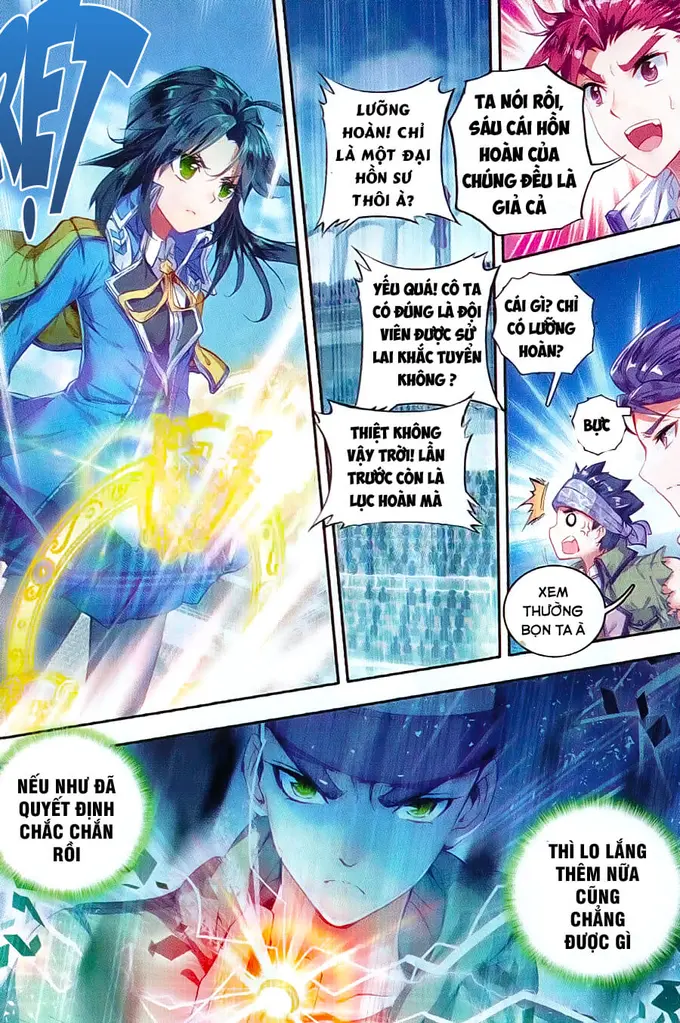 RẸT
TA NÓI RỒI,
SÁU CÁI HỒN
HOÀN CỦA
CHÚNG ĐỀU LÀ
GIẢ CẢ
LƯỠNG
HOÀN! CHỈ
LÀ MỘT ĐẠI
HỒN SƯ
THÔI À?
YẾU QUÁ! CÔ TA
CÓ ĐÚNG LÀ ĐỘI
VIÊN ĐƯỢC SỬ
LAI KHẮC TUYỂN
KHÔNG ?
THIỆT KHÔNG
VẬY TRỜI! LẦN
TRƯỚC CÒN LÀ
LỤC HOÀN MÀ
CÁI GÌ? CHỈ
CÓ LƯỠNG
HOÀN?
BỰC
XEM
THƯỜNG
BỌN TA À
NẾU NHƯ ĐÃ
QUYẾT ĐỊNH
CHẮC CHẮN
RỒI
THÌ LO LẮNG
THÊM NỮA
CŨNG
CHẲNG
ĐƯỢC GÌ